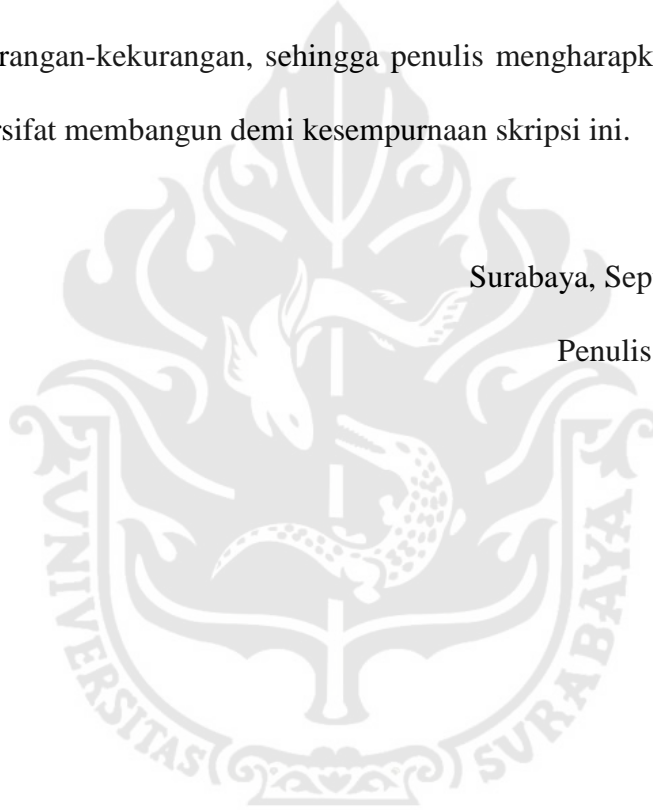 rangan-kekurangan, sehingga penulis mengharapk
rsifat membangun demi kesempurnaan skripsi ini.
Surabaya, Sep
Penulis
UNIVERSITAS SURABAYA